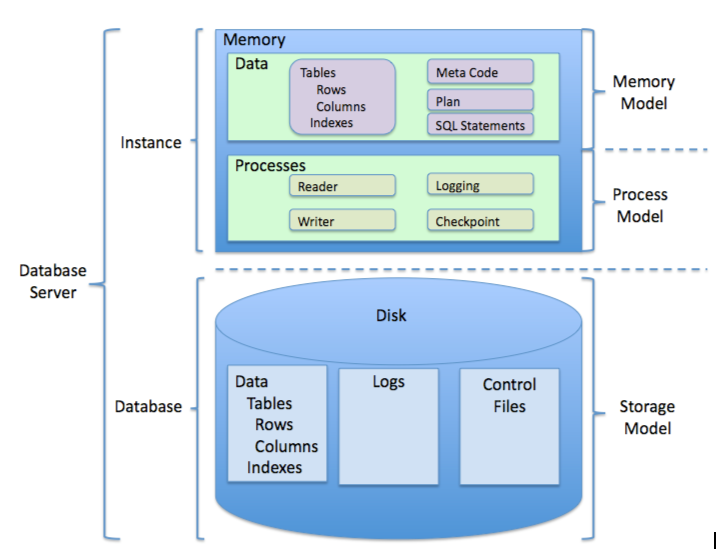 Memory
Data
Tables
Rows
Columns
Indexes
Meta Code
Plan
SQL Statements
Processes
Reader
Logging
Writer
Checkpoint
Memory
Model
Process
Model
Instance
Database
Server
Disk
Data
Tables
Rows
Columns
Indexes
Logs
Control
Files
Database
Storage
Model